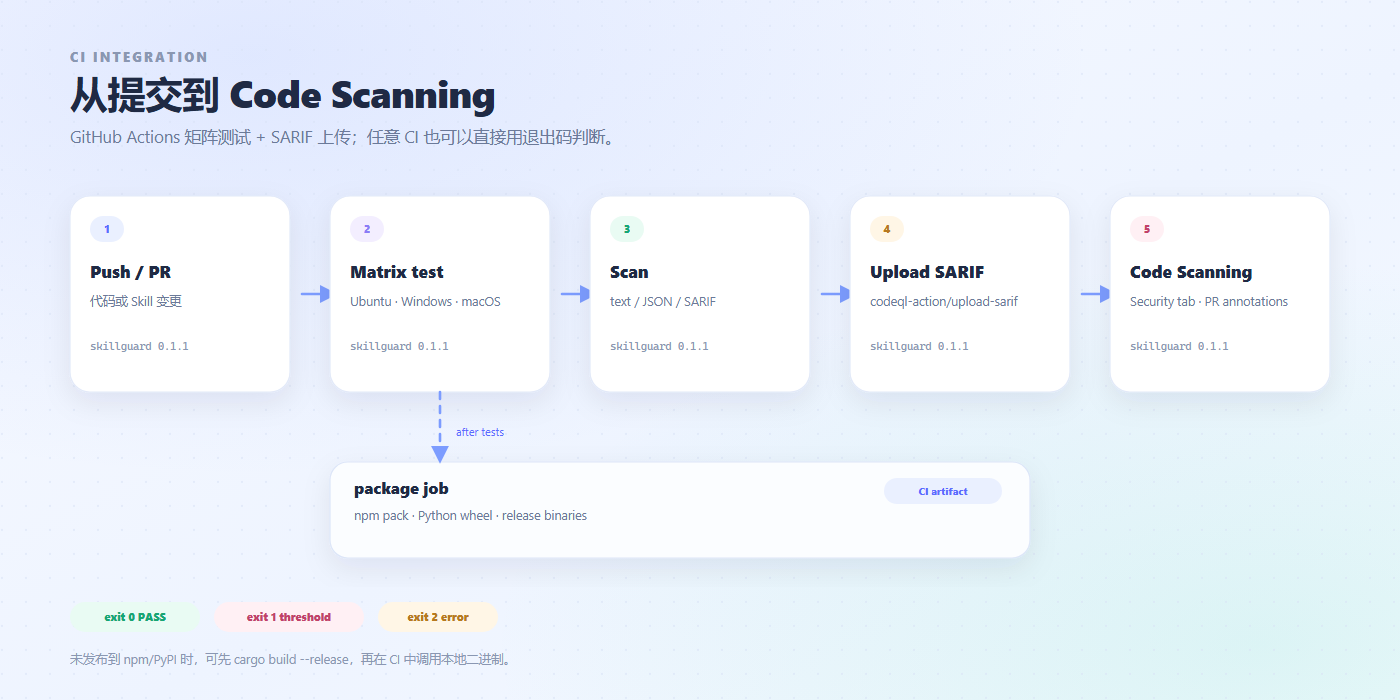 CI INTEGRATION
从提交到 Code Scanning
GitHub Actions 矩阵测试 + SARIF 上传；任意 CI 也可以直接用退出码判断。
1
Push / PR
代码或 Skill 变更
skillguard 0.1.1
2
Matrix test
Ubuntu · Windows · macOS
skillguard 0.1.1
3
Scan
text / JSON / SARIF
skillguard 0.1.1
4
Upload SARIF
codeql-action/upload-sarif
skillguard 0.1.1
5
Code Scanning
Security tab · PR annotations
skillguard 0.1.1
after tests
package job
CI artifact
npm pack · Python wheel · release binaries
exit 0 PASS
exit 1 threshold
exit 2 error
未发布到 npm/PyPI 时，可先 cargo build --release，再在 CI 中调用本地二进制。